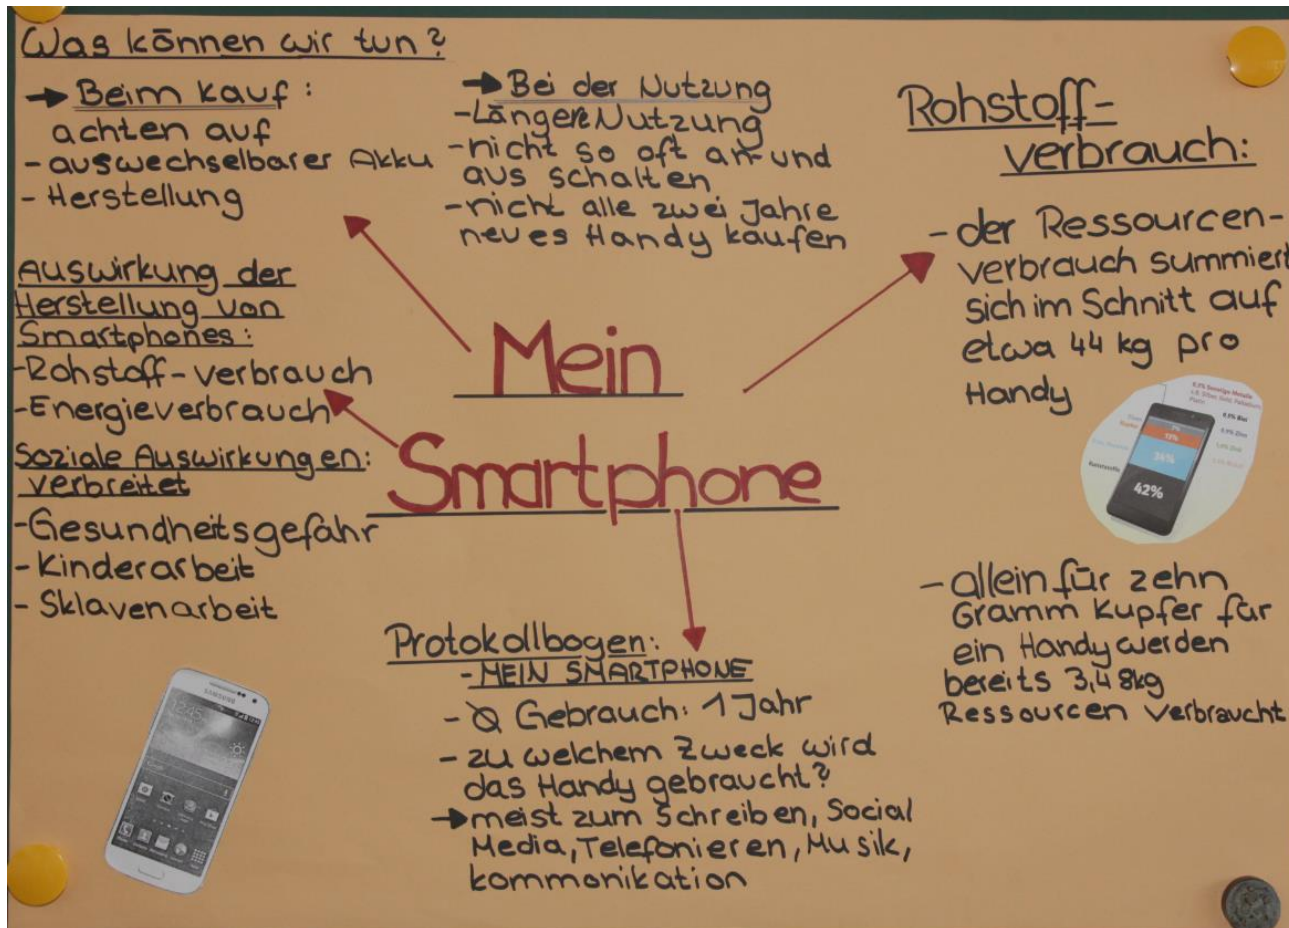 Was können wir tun?
→ Beim kauf:
achten auf
- auswechselbarer Akku
- Herstellung
→ Bei der Nutzung
- Längere Nutzung
- nicht so oft an- und
aus schalten
- nicht alle zwei Jahre
neues Handy kaufen
Rohstoff-
verbrauch:
- der Ressourcen-
verbrauch summiert
sich im Schnitt auf
etwa 44 kg pro
Handy
42%
- allein für zehn
Gramm Kupfer für
ein Handy werden
bereits 3,48kg
Ressourcen verbraucht
Auswirkung der
Herstellung von
Smartphones:
- Rohstoff-verbrauch
- Energieverbrauch
Soziale Auswirkungen:
verbreitet
- Gesundheitsgefahr
- Kinderarbeit
- Sklavenarbeit
Mein
Smartphone
Protokollbogen:
- MEIN SMARTPHONE
- Ø Gebrauch: 1 Jahr
- zu welchem Zweck wird
das Handy gebraucht?
→ meist zum Schreiben, Social
Media, Telefonieren, Musik,
kommonikation
SAMSUNG
12:45